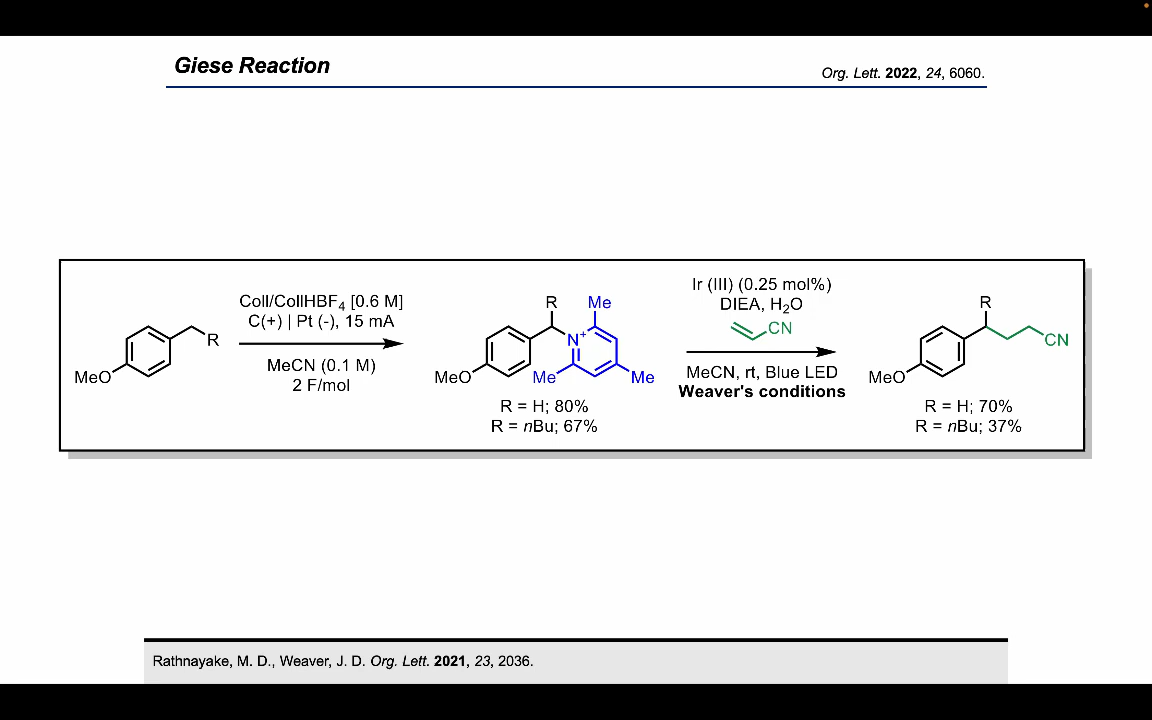 Giese Reaction
Org. Lett. 2022, 24, 6060.
MeO
R
Coll/CollHBF₄ [0.6 M]
C(+) | Pt (-), 15 mA
MeCN (0.1 M)
2 F/mol
R
Me
N⁺
MeO
Me
Me
R = H; 80%
R = nBu; 67%
Ir (III) (0.25 mol%)
DIEA, H₂O
CN
MeCN, rt, Blue LED
Weaver's conditions
R
CN
MeO
R = H; 70%
R = nBu; 37%
Rathnayake, M. D., Weaver, J. D. Org. Lett. 2021, 23, 2036.